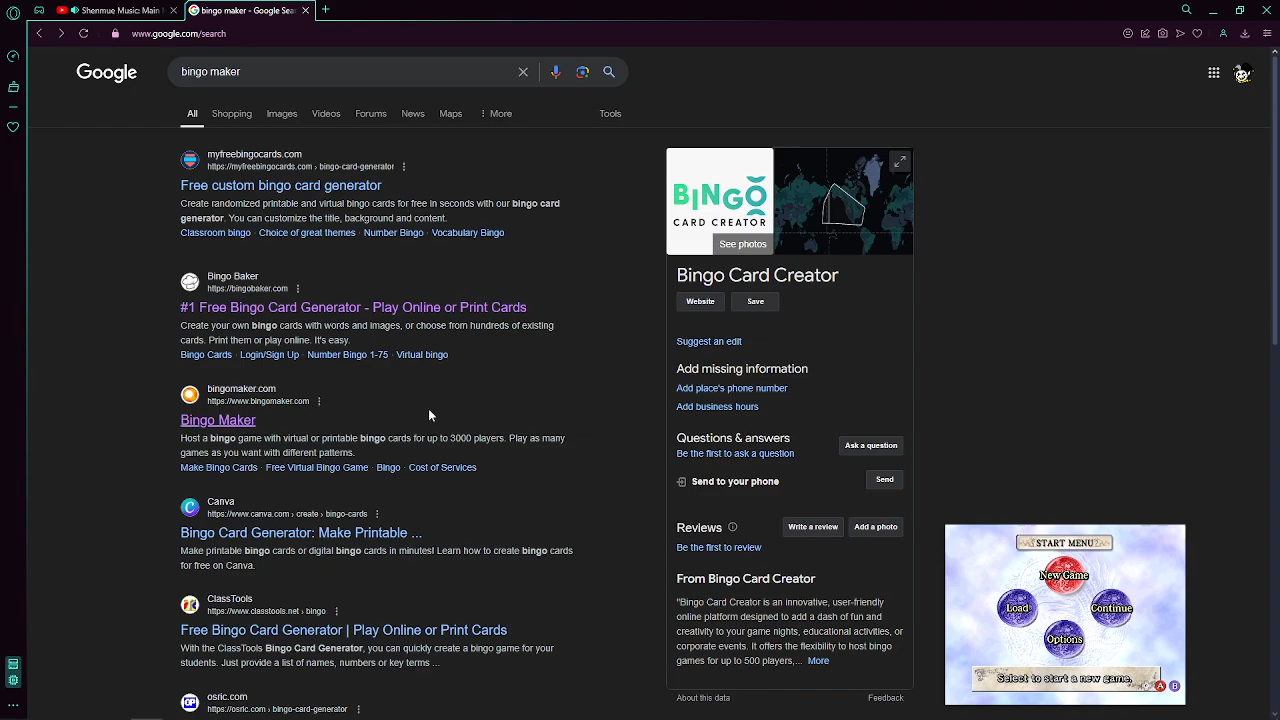 Shenmue Music: Main
bingo maker - Google Sea
www.google.com/search
Google
bingo maker
All
Shopping
Images
Videos
Forums
News
Maps
More
Tools
myfreebingocards.com
https://myfreebingocards.com › bingo-card-generator
Free custom bingo card generator
Create randomized printable and virtual bingo cards for free in seconds with our bingo card
generator. You can customize the title, background and content.
Classroom bingo · Choice of great themes · Number Bingo · Vocabulary Bingo
Bingo Baker
https://bingobaker.com
#1 Free Bingo Card Generator - Play Online or Print Cards
Create your own bingo cards with words and images, or choose from hundreds of existing
cards. Print them or play online. It's easy.
Bingo Cards · Login/Sign Up · Number Bingo 1-75 · Virtual bingo
bingomaker.com
https://www.bingomaker.com
Bingo Maker
Host a bingo game with virtual or printable bingo cards for up to 3000 players. Play as many
games as you want with different patterns.
Make Bingo Cards · Free Virtual Bingo Game · Bingo · Cost of Services
Canva
https://www.canva.com › create › bingo-cards
Bingo Card Generator: Make Printable ...
Make printable bingo cards or digital bingo cards in minutes! Learn how to create bingo cards
for free on Canva.
ClassTools
https://www.classtools.net › bingo
Free Bingo Card Generator | Play Online or Print Cards
With the ClassTools Bingo Card Generator, you can quickly create a bingo game for your
students. Just provide a list of names, numbers or key terms ...
osric.com
https://osric.com › bingo-card-generator
BINGO
CARD CREATOR
See photos
Bingo Card Creator
Website
Save
Suggest an edit
Add missing information
Add place's phone number
Add business hours
Questions & answers
Be the first to ask a question
Ask a question
Send to your phone
Send
Reviews
Write a review
Add a photo
Be the first to review
From Bingo Card Creator
"Bingo Card Creator is an innovative, user-friendly
online platform designed to add a dash of fun and
creativity to your game nights, educational activities, or
corporate events. It offers the flexibility to host bingo
games for up to 500 players,... More
About this data
Feedback
START MENU
New Game
Load
Continue
Options
Select to start a new game.
A B